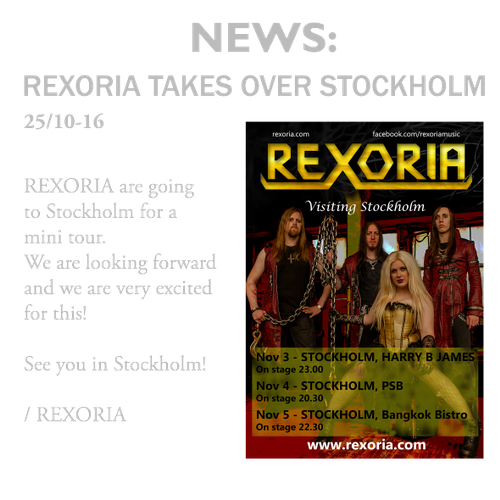 NEWS:
REXORIA TAKES OVER STOCKHOLM
25/10-16
REXORIA are going
to Stockholm for a
mini tour.
We are looking forward
and we are very excited
for this!
See you in Stockholm!
/ REXORIA
rexoria.com facebook.com/rexoriamusic
REXORIA
Visiting Stockholm
Nov 3 - STOCKHOLM, HARRY B JAMES
On stage 23.00
Nov 4 - STOCKHOLM, PSB
On stage 20.30
Nov 5 - STOCKHOLM, Bangkok Bistro
On stage 22.30
www.rexoria.com